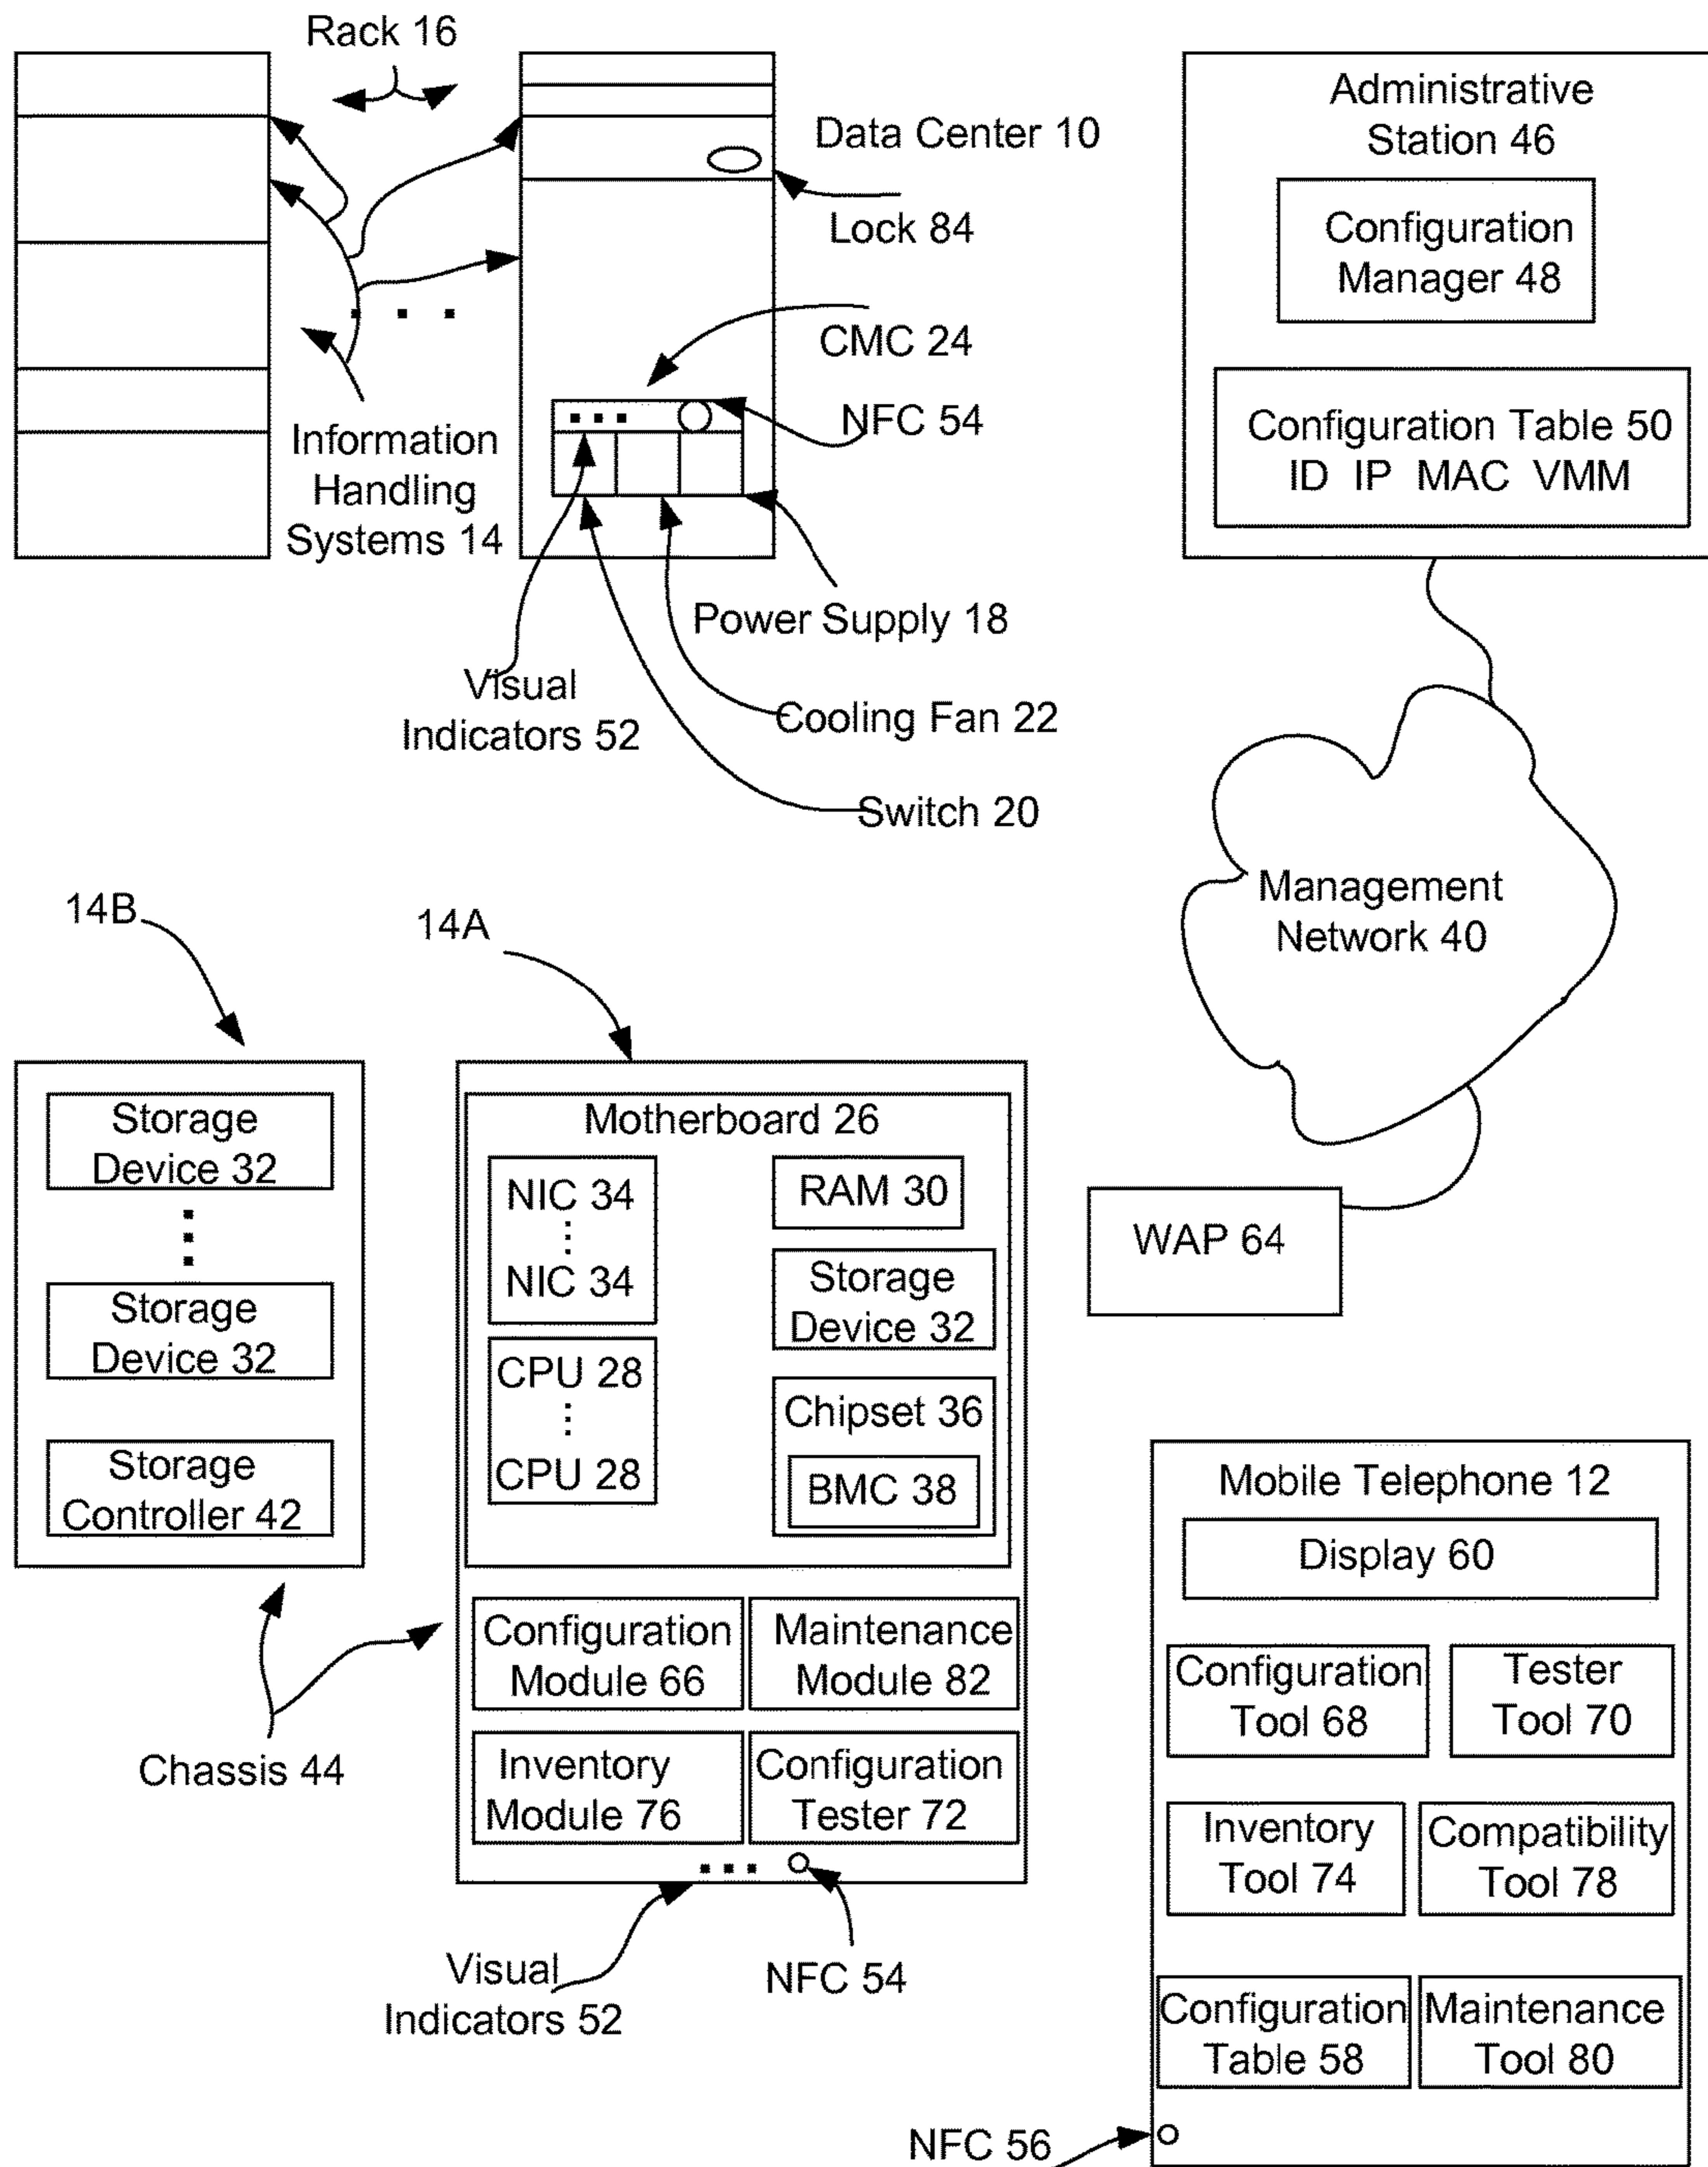 Rack 16
Data Center 10
Lock 84
CMC 24
NFC 54
Information
Handling
Systems 14
Power Supply 18
Visual
Indicators 52
Cooling Fan 22
Switch 20
Administrative
Station 46
Configuration
Manager 48
Configuration Table 50
ID IP MAC VMM
Management
Network 40
WAP 64
14B
14A
Storage
Device 32
Storage
Device 32
Storage
Controller 42
Chassis 44
Motherboard 26
NIC 34
NIC 34
CPU 28
CPU 28
RAM 30
Storage
Device 32
Chipset 36
BMC 38
Configuration
Module 66
Maintenance
Module 82
Inventory
Module 76
Configuration
Tester 72
Visual
Indicators 52
NFC 54
Mobile Telephone 12
Display 60
Configuration
Tool 68
Tester
Tool 70
Inventory
Tool 74
Compatibility
Tool 78
Configuration
Table 58
Maintenance
Tool 80
NFC 56